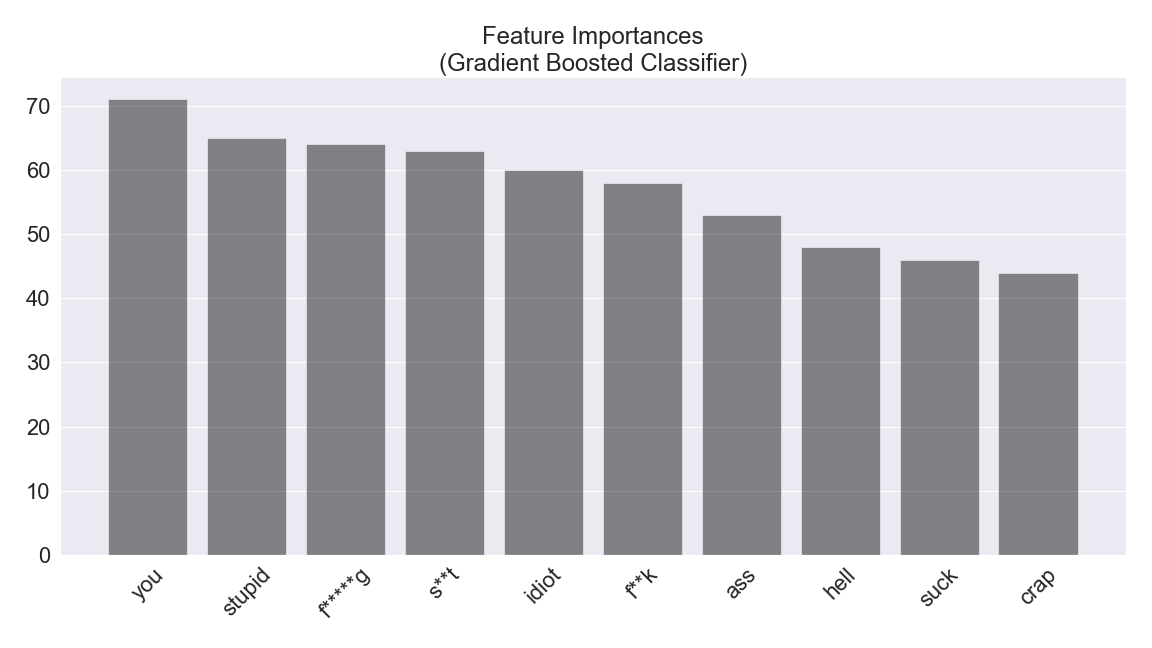 Feature Importances
(Gradient Boosted Classifier)
70
60
50
40
30
20
10
0
you
stupid
f*****g
s**t
idiot
f**k
ass
hell
suck
crap